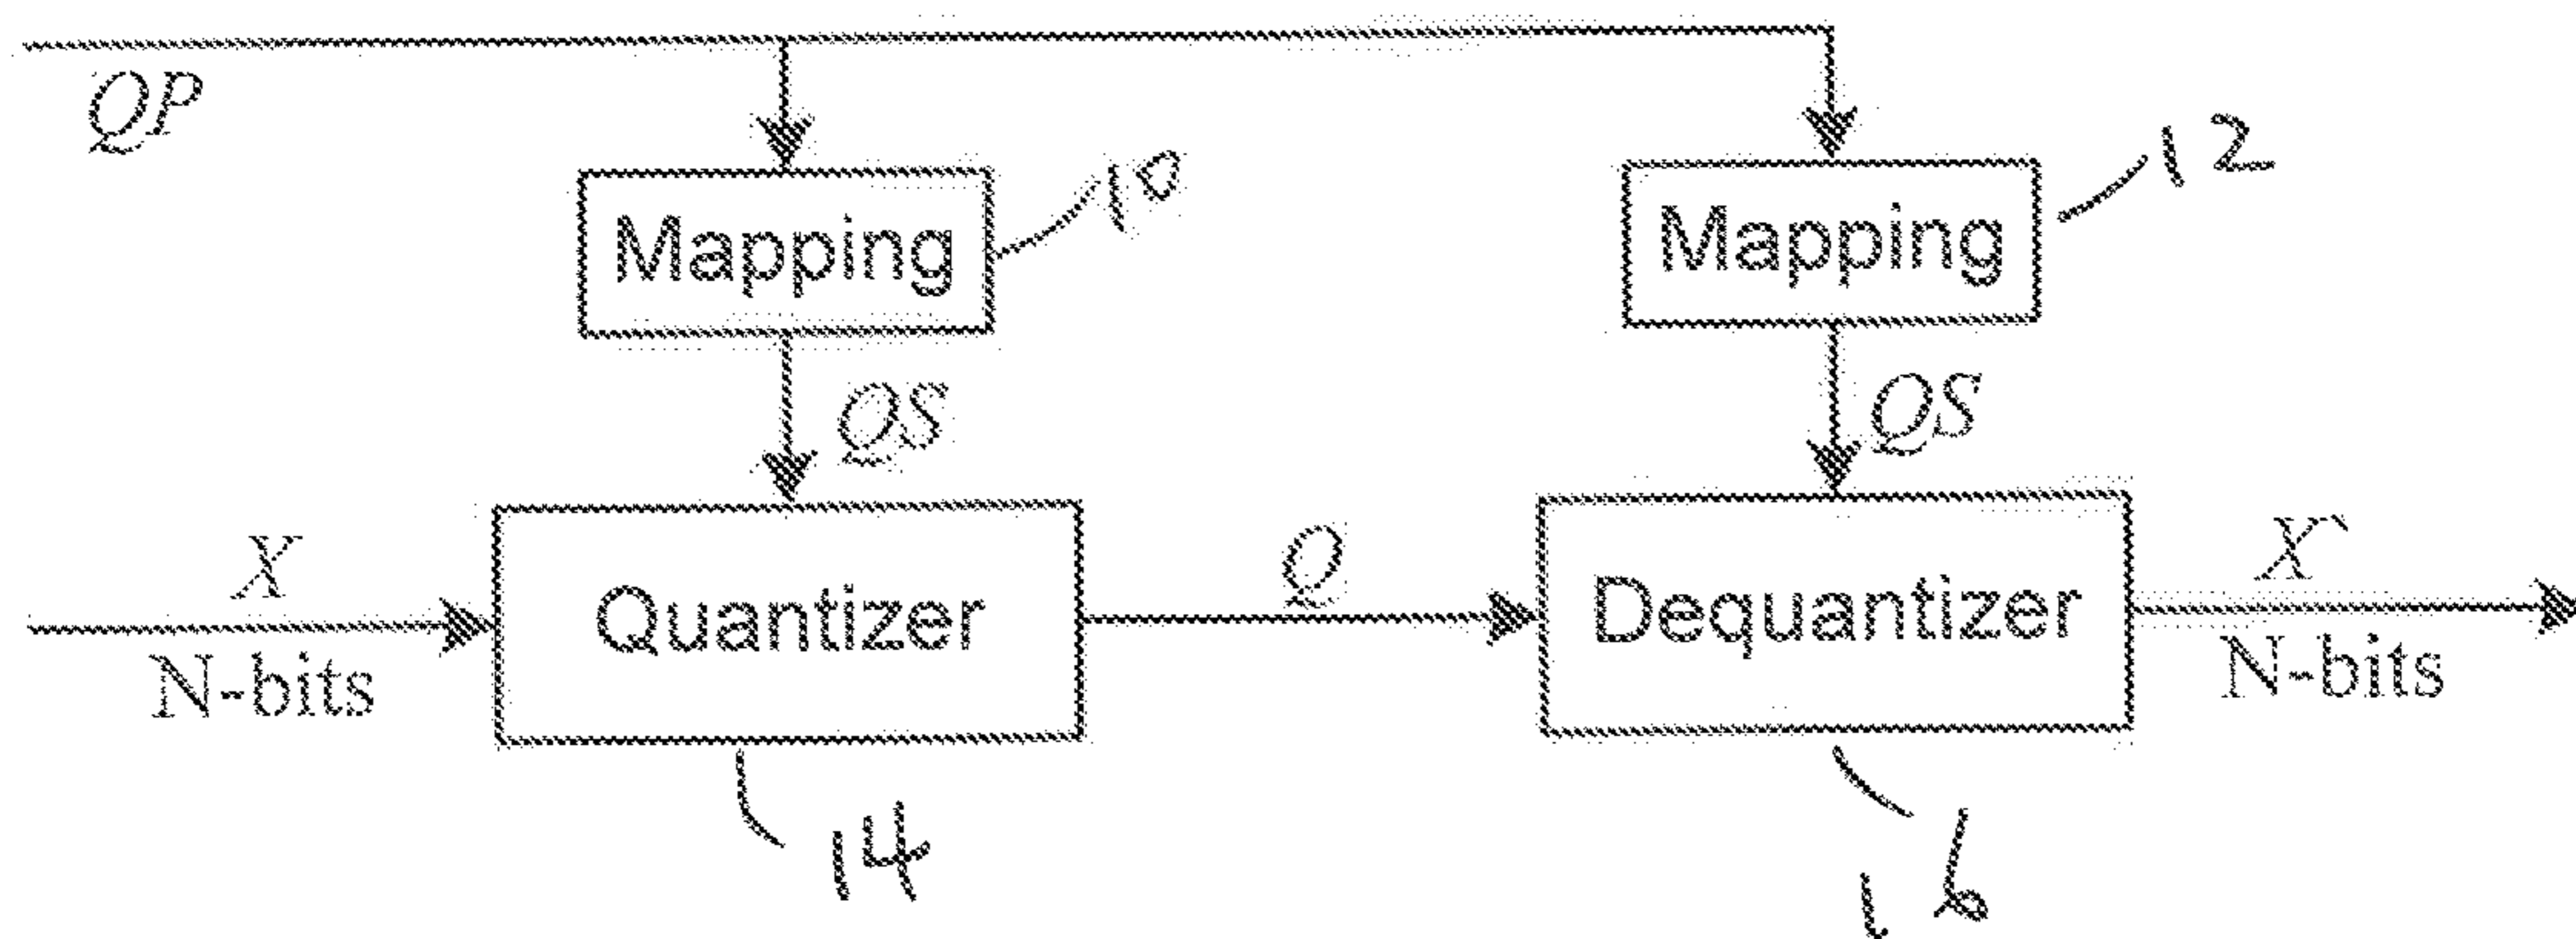 QP
Mapping
10
Mapping
12
QS
QS
X
N-bits
Quantizer
Q
Dequantizer
X`
N-bits
14
16